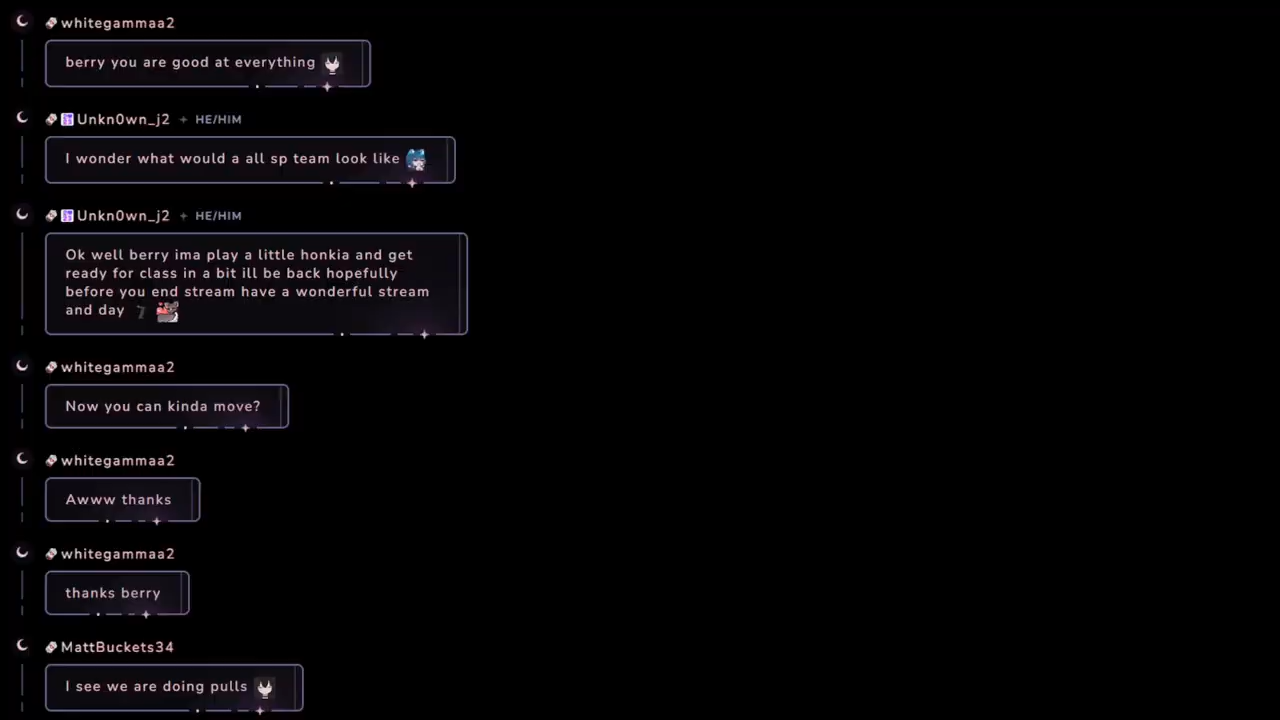 whitegammaa2
berry you are good at everything
Unkn0wn_j2 HE/HIM
I wonder what would a all sp team look like
Unkn0wn_j2 HE/HIM
Ok well berry ima play a little honkia and get
ready for class in a bit ill be back hopefully
before you end stream have a wonderful stream
and day
whitegammaa2
Now you can kinda move?
whitegammaa2
Awww thanks
whitegammaa2
thanks berry
MattBuckets34
I see we are doing pulls